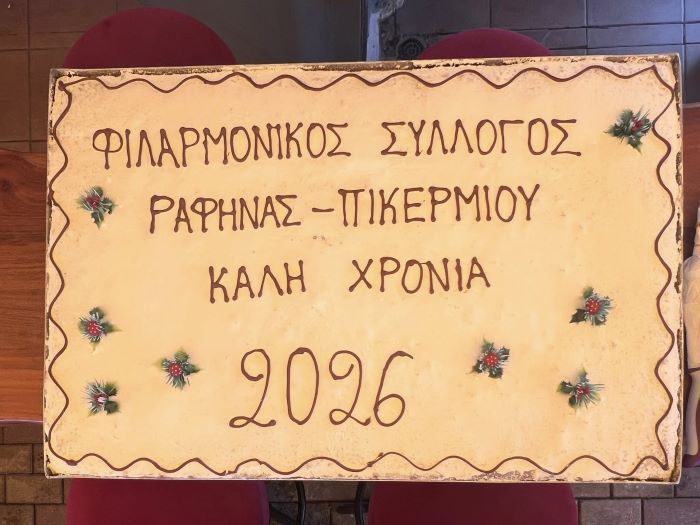 ΦΙΛΑΡΜΟΝΙΚΟΣ ΣΥΛΛΟΓΟΣ
ΡΑΦΗΝΑΣ - ΠΙΚΕΡΜΙΟΥ
ΚΑΛΗ ΧΡΟΝΙΑ
2026